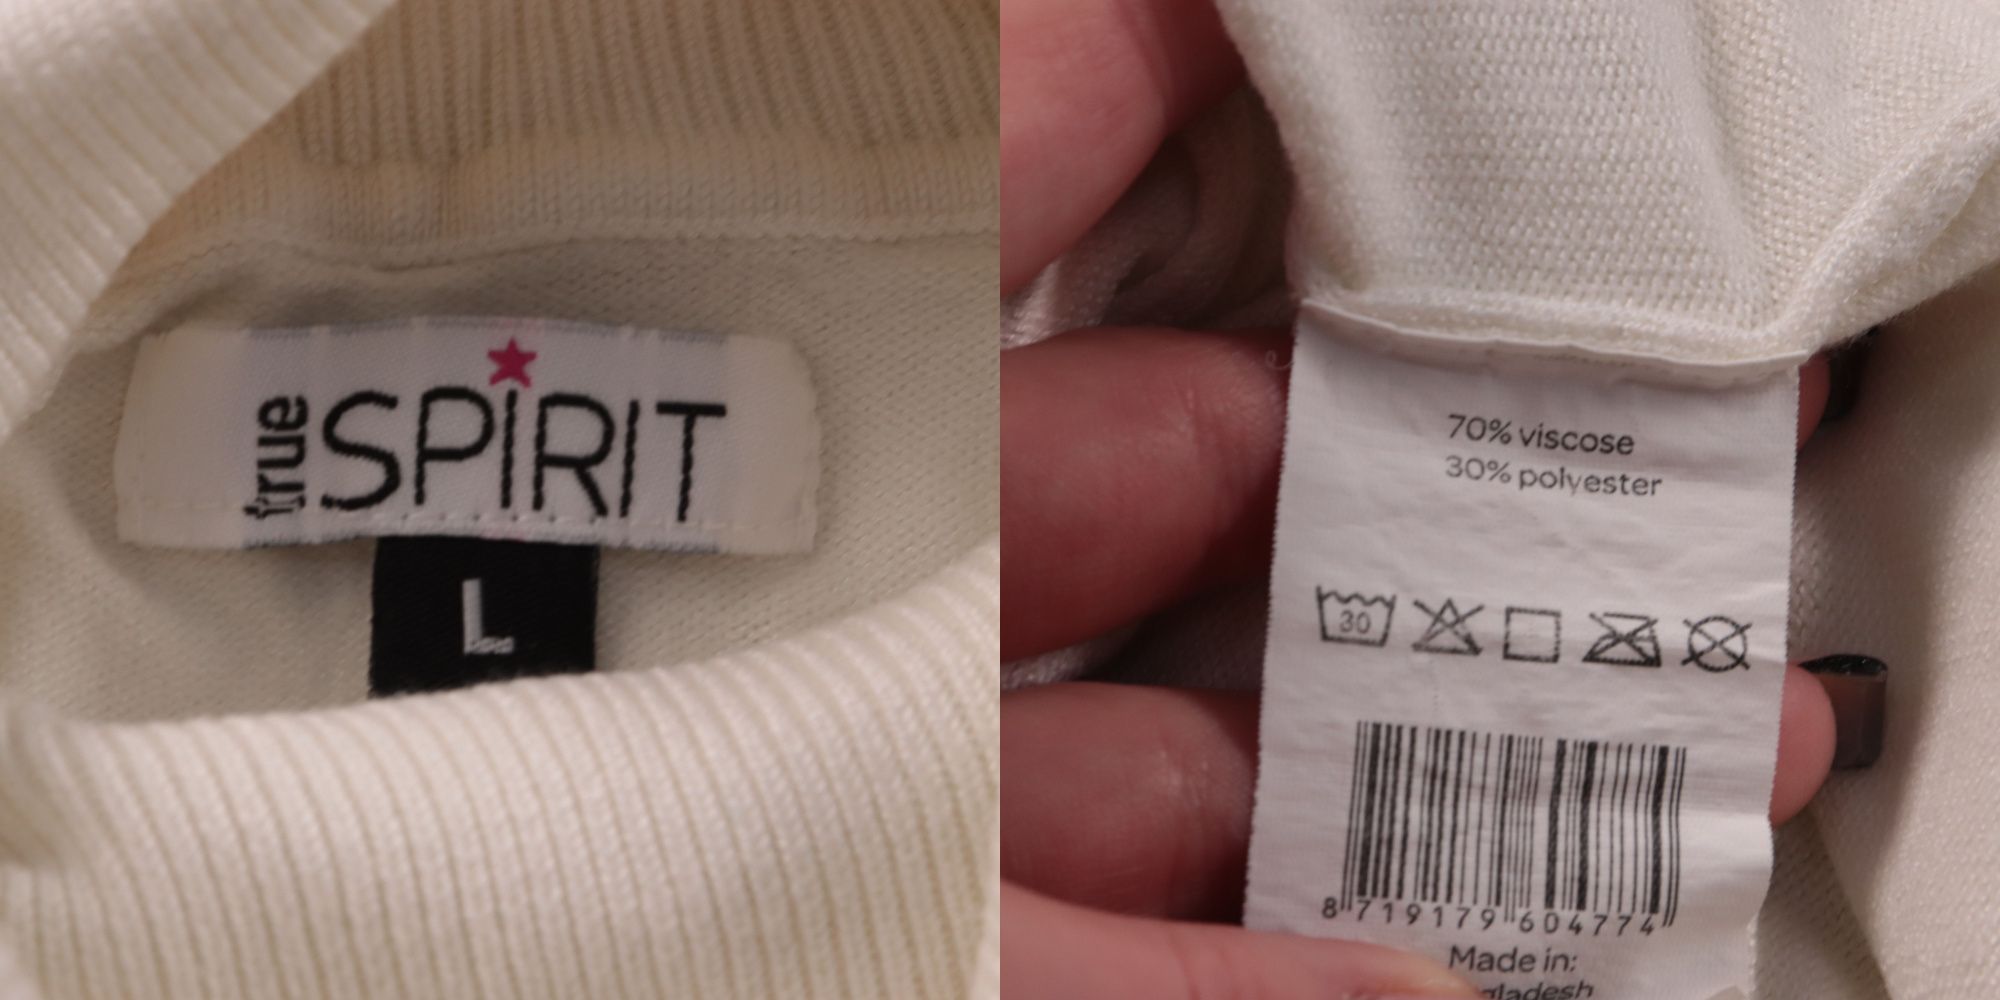 true SPIRIT
L
70% viscose
30% polyester
30
8 719179 604774
Made in: